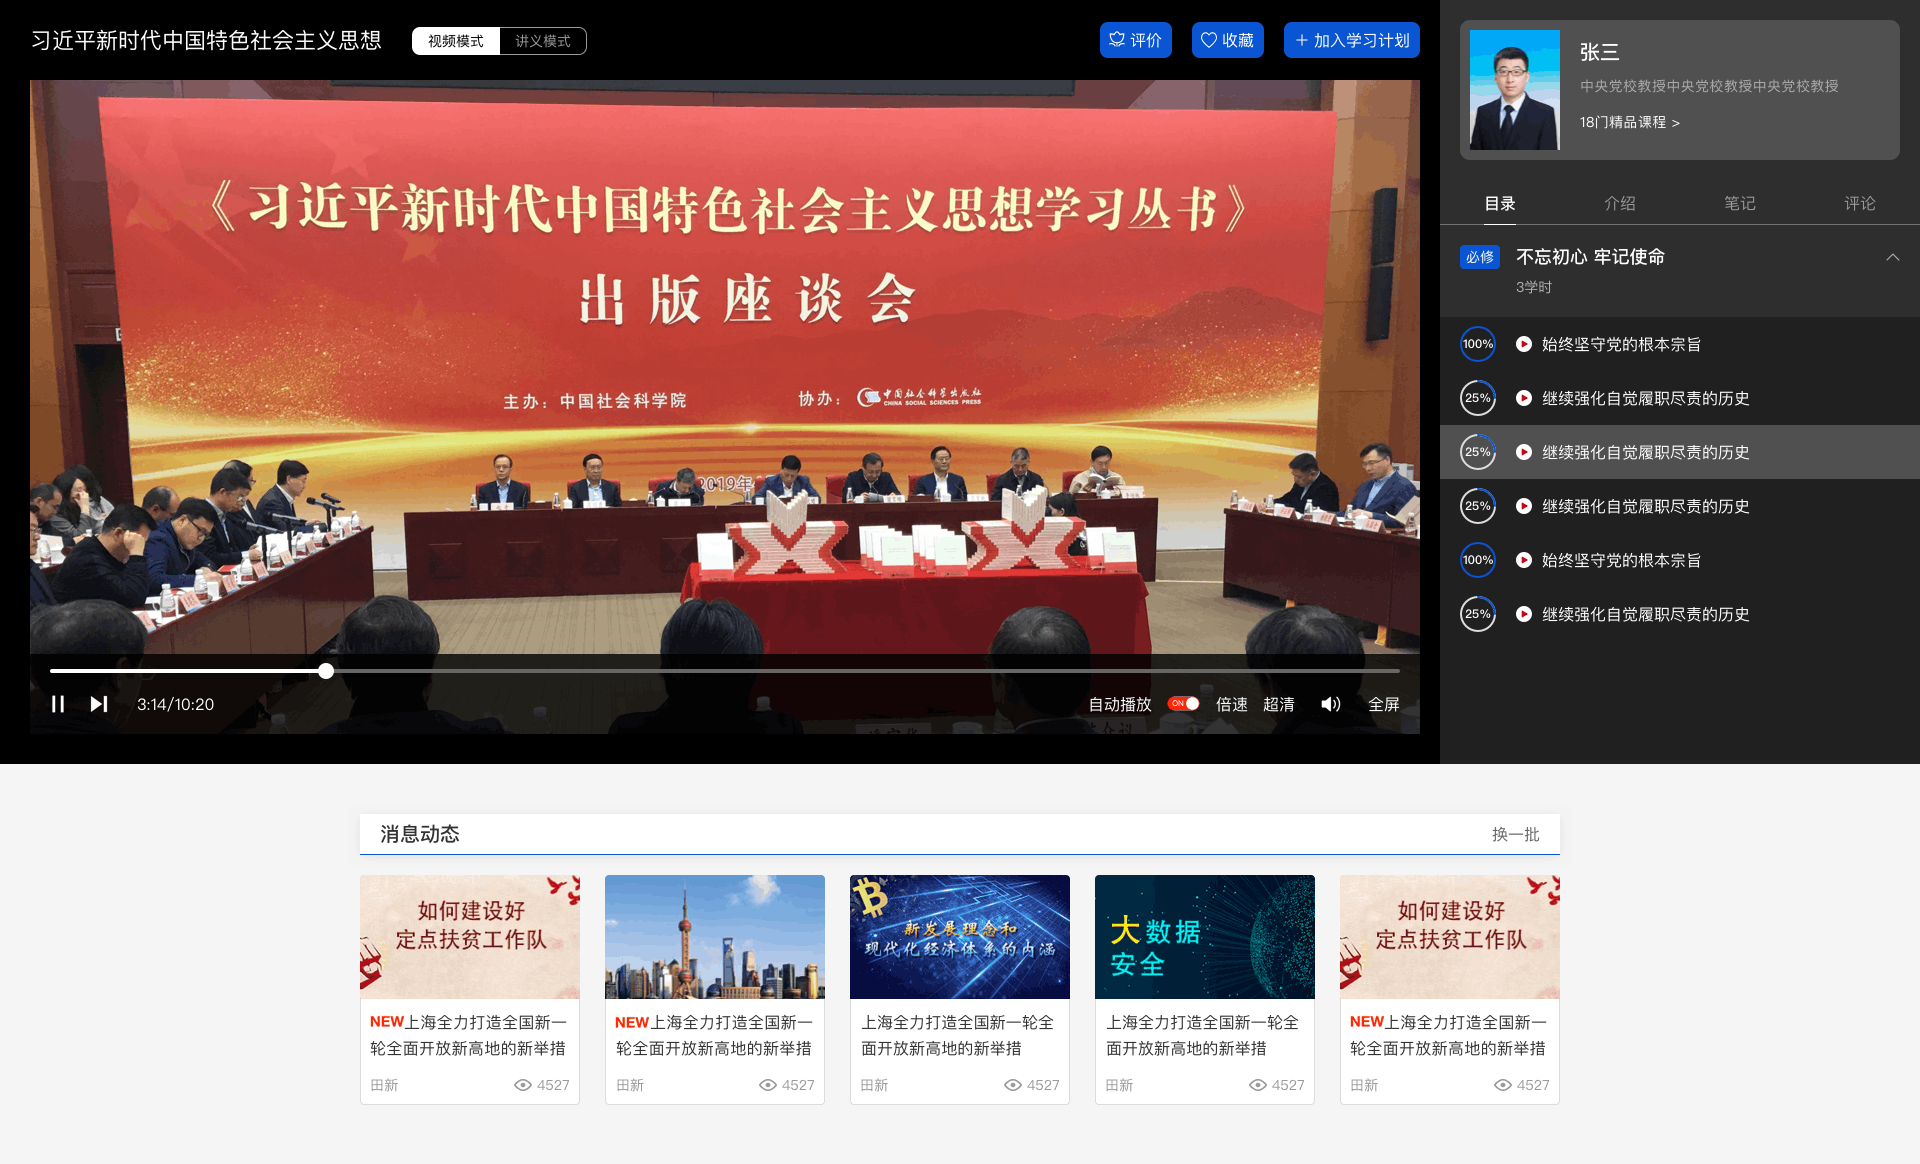 习近平新时代中国特色社会主义思想
视频模式
讲义模式
评价
收藏
加入学习计划
《习近平新时代中国特色社会主义思想学习丛书》
出版座谈会
主办：中国社会科学院
协办：
中国社会科学出版社
CHINA SOCIAL SCIENCES PRESS
2019年
3:14/10:20
自动播放
ON
倍速
超清
全屏
张三
中央党校教授中央党校教授中央党校教授
18门精品课程 >
目录
介绍
笔记
评论
必修
不忘初心 牢记使命
3学时
100%
始终坚守党的根本宗旨
25%
继续强化自觉履职尽责的历史
25%
继续强化自觉履职尽责的历史
25%
继续强化自觉履职尽责的历史
100%
始终坚守党的根本宗旨
25%
继续强化自觉履职尽责的历史
消息动态
换一批
如何建设好
定点扶贫工作队
NEW上海全力打造全国新一
轮全面开放新高地的新举措
田新
4527
NEW上海全力打造全国新一
轮全面开放新高地的新举措
田新
4527
新发展理念和
现代化经济体系的内涵
上海全力打造全国新一轮全
面开放新高地的新举措
田新
4527
大数据
安全
上海全力打造全国新一轮全
面开放新高地的新举措
田新
4527
如何建设好
定点扶贫工作队
NEW上海全力打造全国新一
轮全面开放新高地的新举措
田新
4527